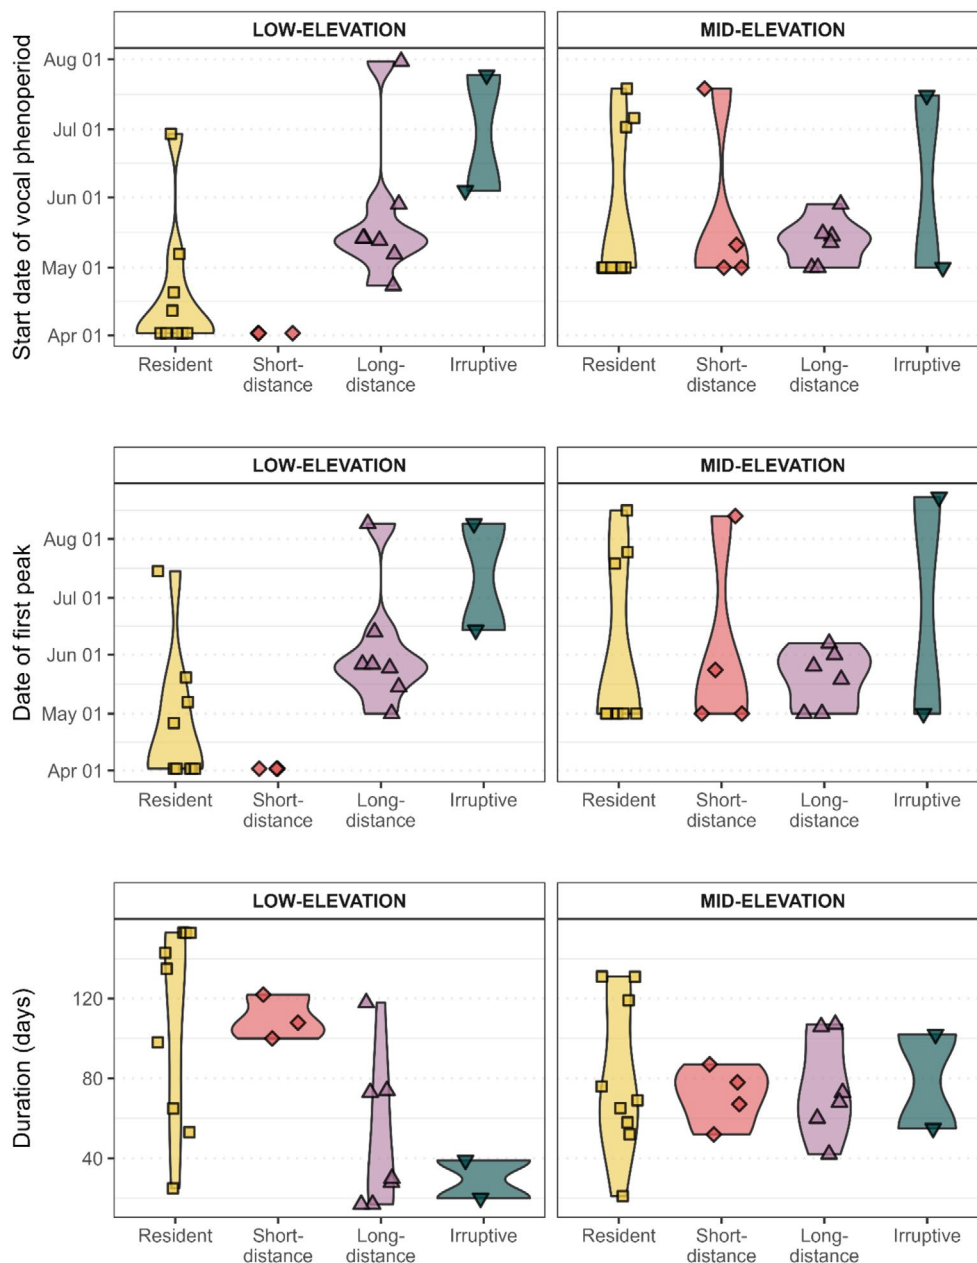 LOW-ELEVATION
MID-ELEVATION
Start date of vocal phenoperiod
Aug 01
Jul 01
Jun 01
May 01
Apr 01
Resident
Short-
distance
Long-
distance
Irruptive
Resident
Short-
distance
Long-
distance
Irruptive
LOW-ELEVATION
MID-ELEVATION
Date of first peak
Aug 01
Jul 01
Jun 01
May 01
Apr 01
Resident
Short-
distance
Long-
distance
Irruptive
Resident
Short-
distance
Long-
distance
Irruptive
LOW-ELEVATION
MID-ELEVATION
Duration (days)
120
80
40
Resident
Short-
distance
Long-
distance
Irruptive
Resident
Short-
distance
Long-
distance
Irruptive